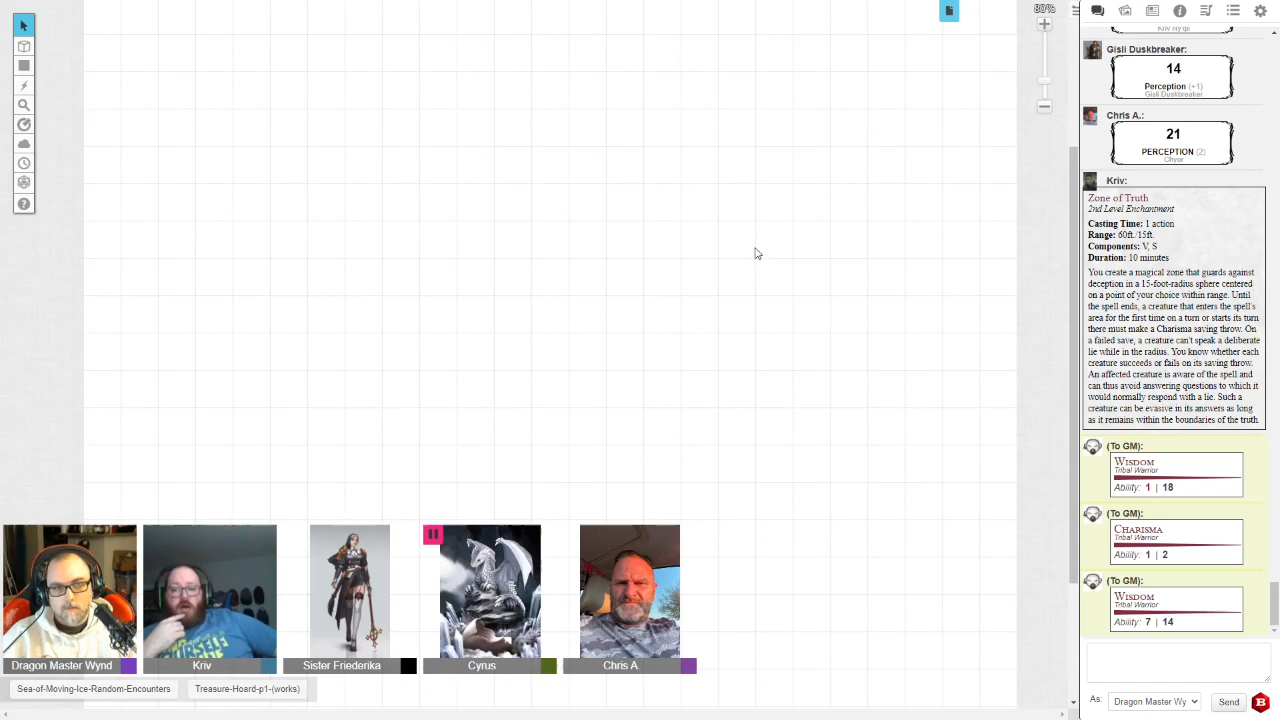 80%
Kriv Nyqi
Gisli Duskbreaker:
14
Perception (+1)
Gisli Duskbreaker
Chris A.:
21
PERCEPTION (2)
Chyor
Kriv:
Zone of Truth
2nd Level Enchantment
Casting Time: 1 action
Range: 60ft./15ft.
Components: V, S
Duration: 10 minutes
You create a magical zone that guards against
deception in a 15-foot-radius sphere centered
on a point of your choice within range. Until
the spell ends, a creature that enters the spell's
area for the first time on a turn or starts its turn
there must make a Charisma saving throw. On
a failed save, a creature can't speak a deliberate
lie while in the radius. You know whether each
creature succeeds or fails on its saving throw.
An affected creature is aware of the spell and
can thus avoid answering questions to which it
would normally respond with a lie. Such a
creature can be evasive in its answers as long
as it remains within the boundaries of the truth.
(To GM):
Wisdom
Tribal Warrior
Ability: 1 | 18
(To GM):
Charisma
Tribal Warrior
Ability: 1 | 2
(To GM):
Wisdom
Tribal Warrior
Ability: 7 | 14
Dragon Master Wynd
Kriv
Sister Friederika
Cyrus
Chris A.
Sea-of-Moving-Ice-Random-Encounters
Treasure-Hoard-p1-(works)
As:
Dragon Master Wy
Send